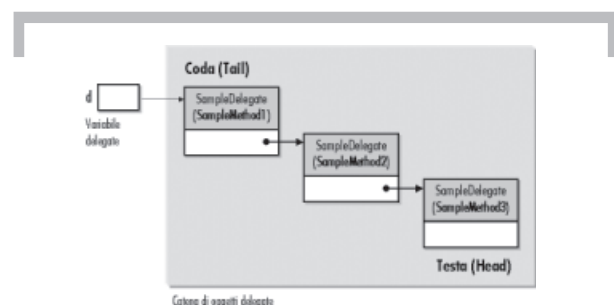 Coda (Tail)
d
SampleDelegate
(SampleMethod1)
Variabile
delegate
SampleDelegate
(SampleMethod2)
SampleDelegate
(SampleMethod3)
Testa (Head)
Catena di oggetti delegate